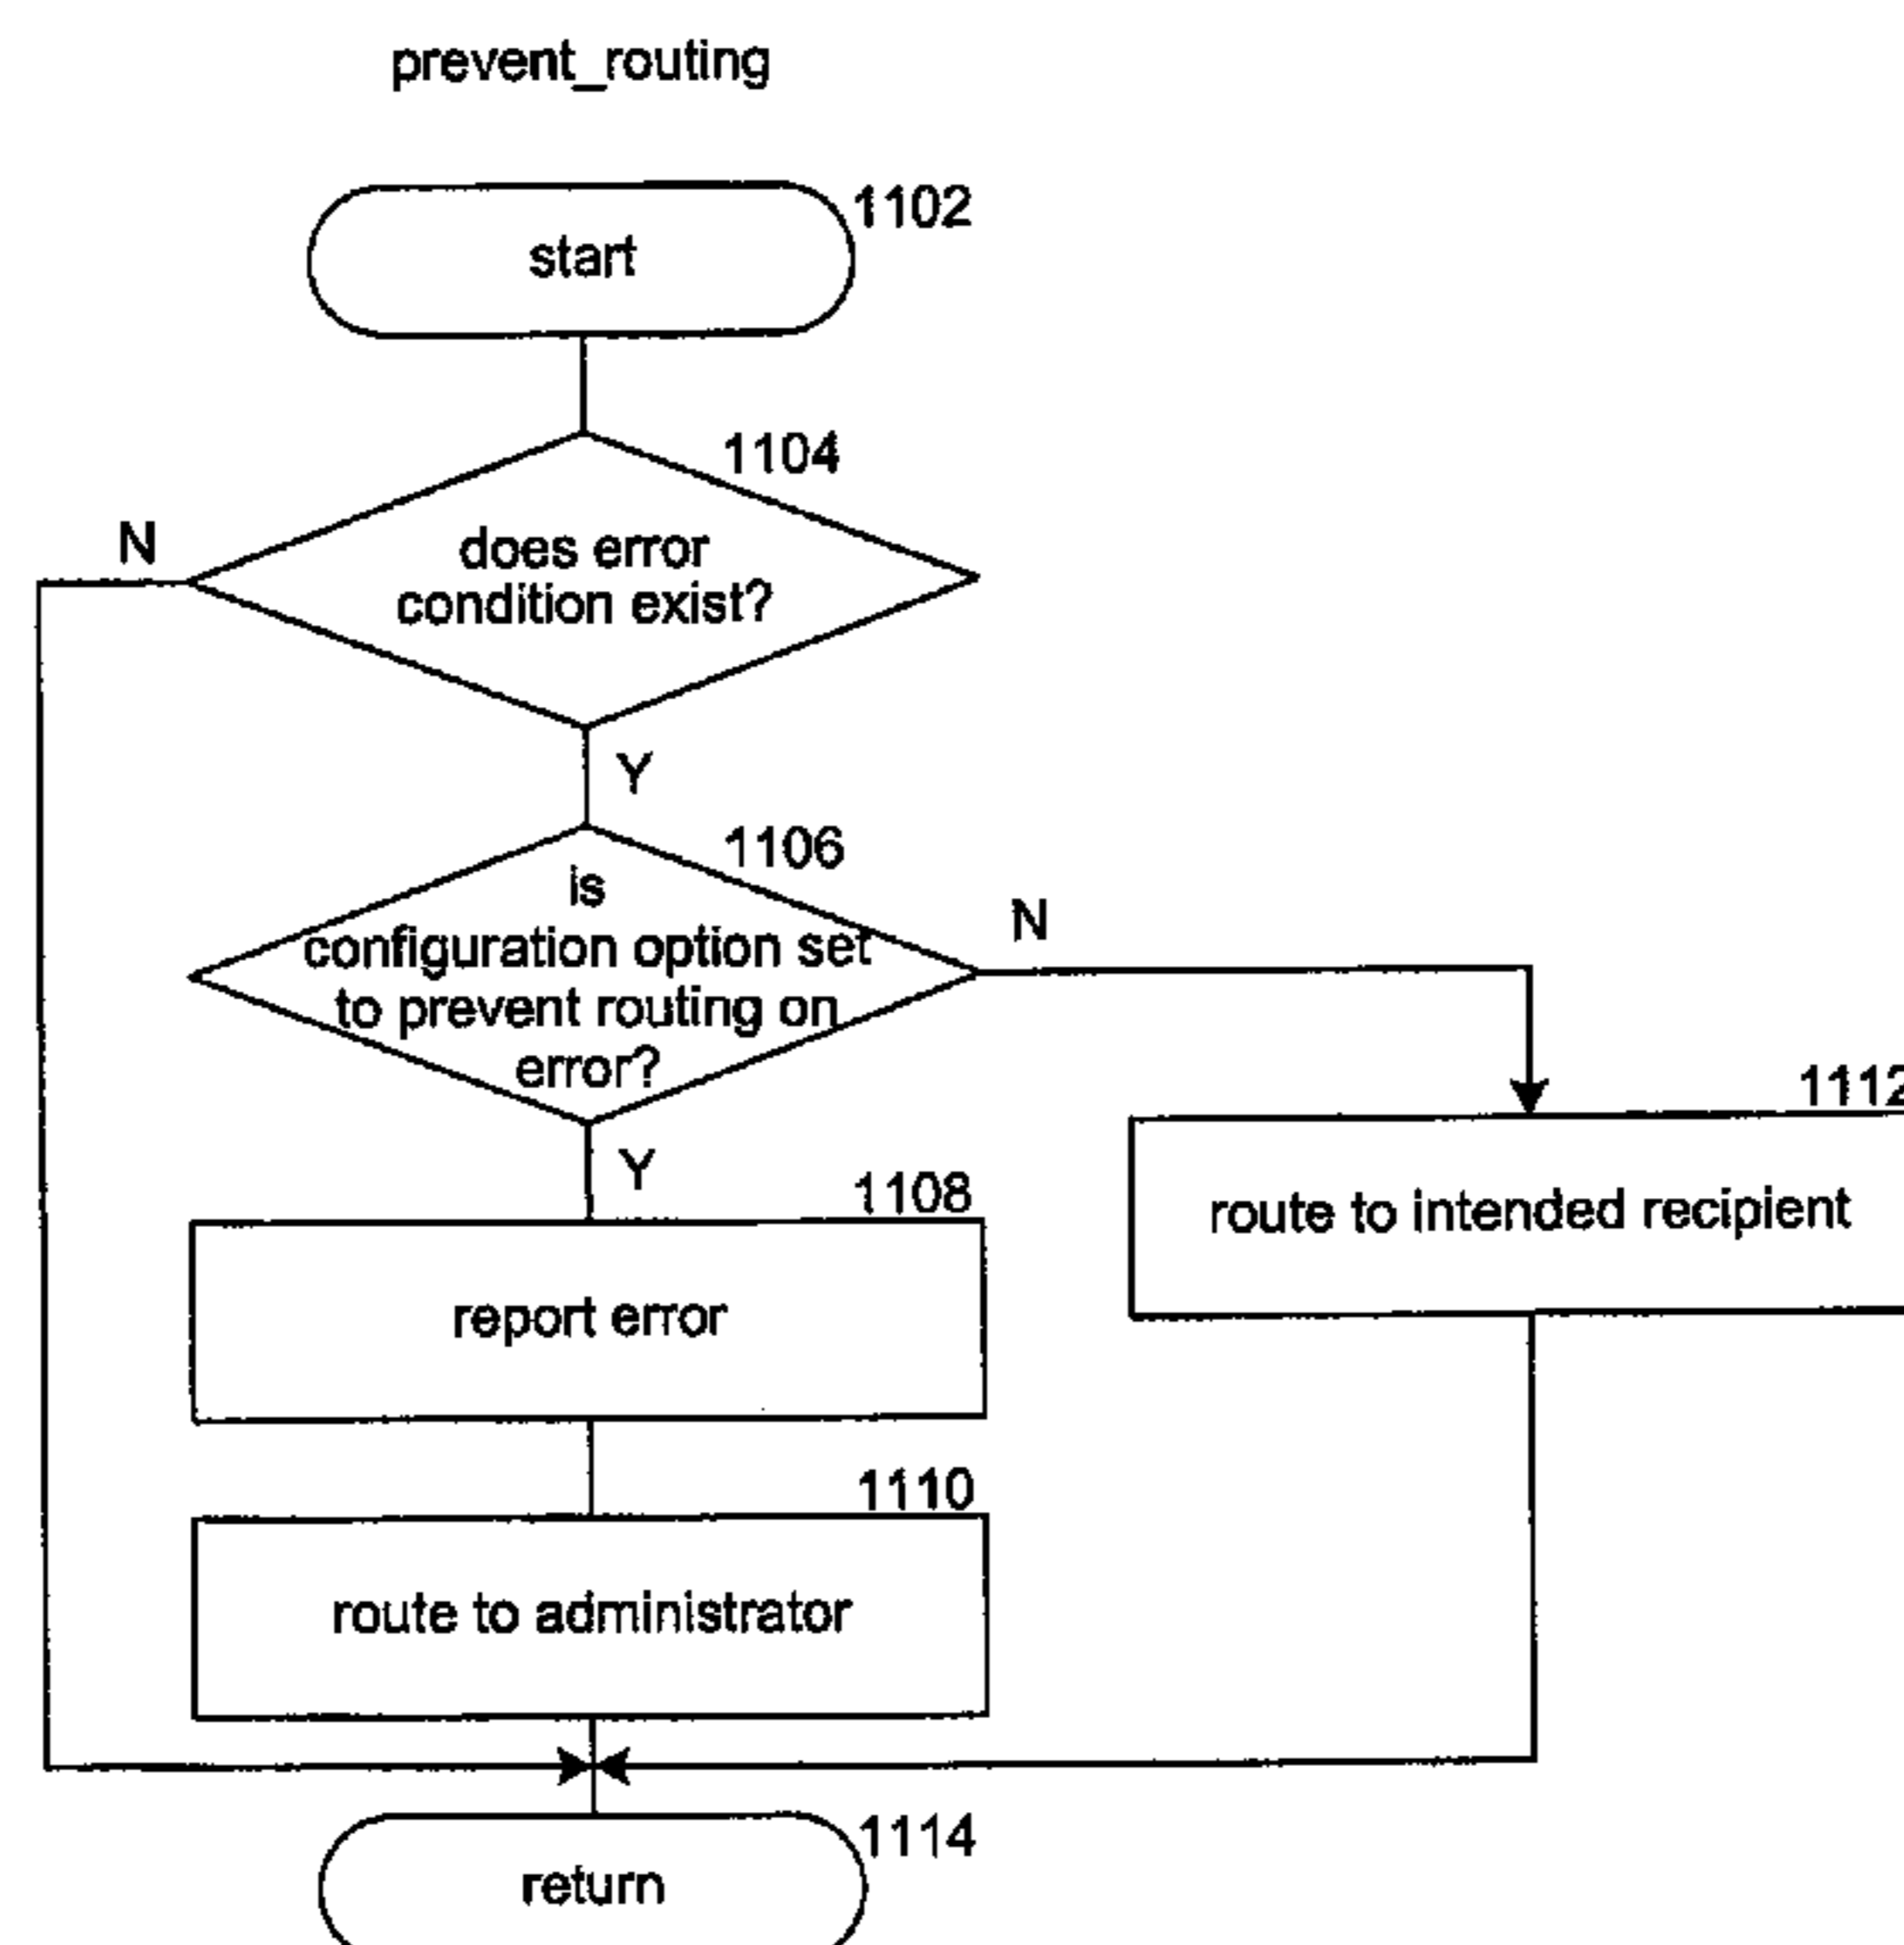 prevent_routing
1102
start
1104
N
does error
condition exist?
Y
1106
is
configuration option set
to prevent routing on
error?
N
Y
1112
route to intended recipient
1108
report error
1110
route to administrator
1114
return